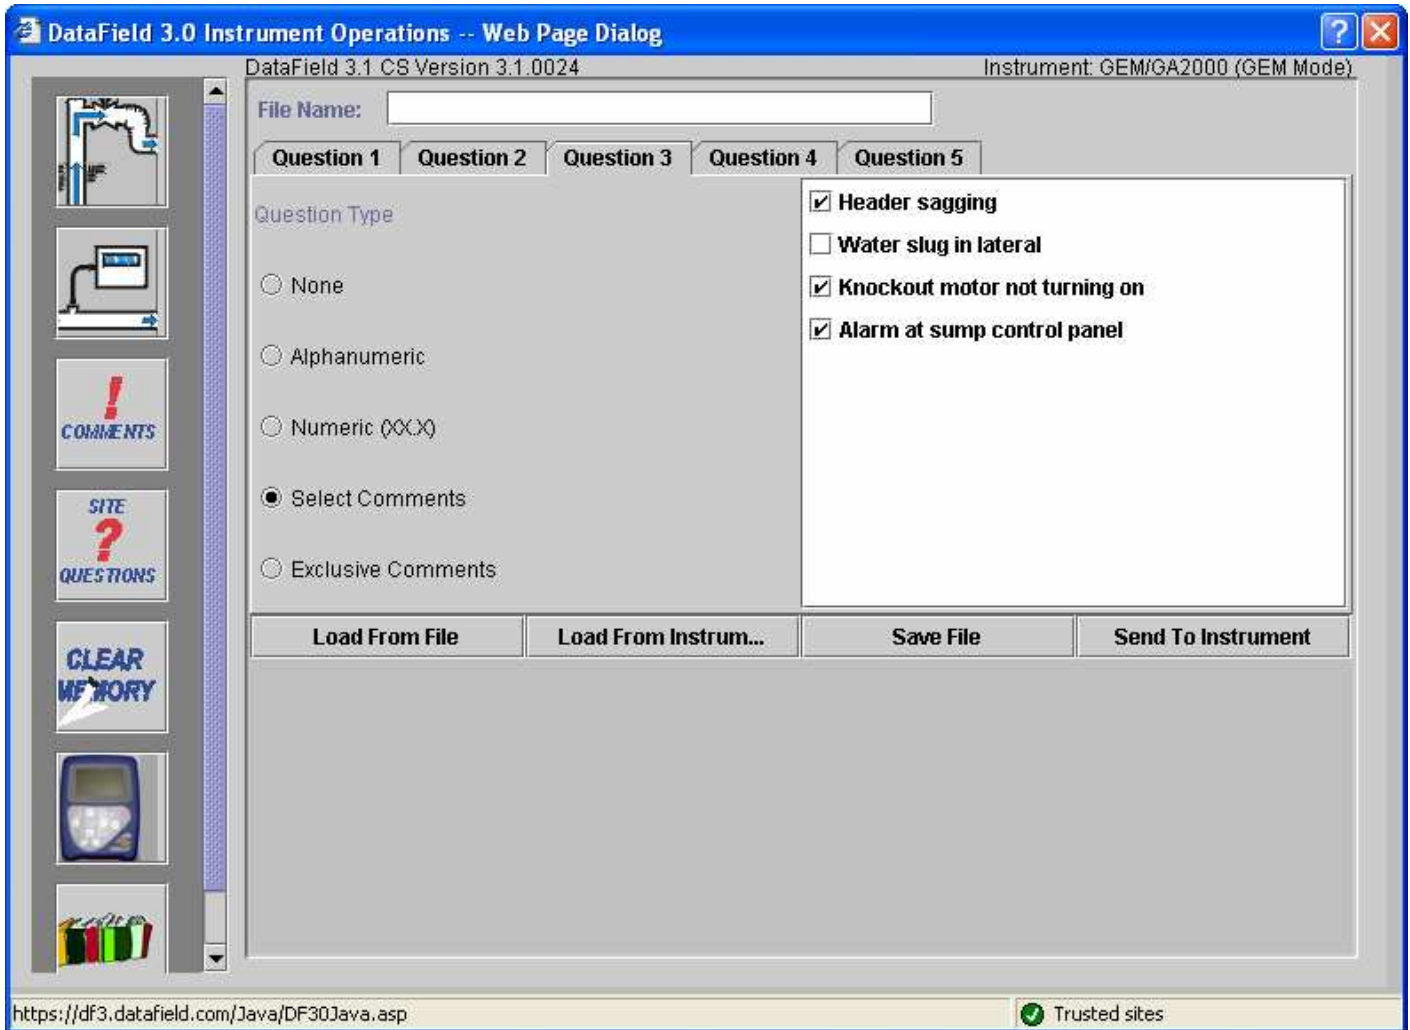 DataField 3.0 Instrument Operations -- Web Page Dialog
DataField 3.1 CS Version 3.1.0024
Instrument: GEM/GA2000 (GEM Mode)
File Name:
Question 1 Question 2 Question 3 Question 4 Question 5
Question Type
None
Alphanumeric
Numeric (XX.X)
Select Comments
Exclusive Comments
Header sagging
Water slug in lateral
Knockout motor not turning on
Alarm at sump control panel
Load From File Load From Instrum... Save File Send To Instrument
!
COMMENTS
SITE
?
QUESTIONS
CLEAR
MEMORY
https://df3.datafield.com/Java/DF30Java.asp
Trusted sites